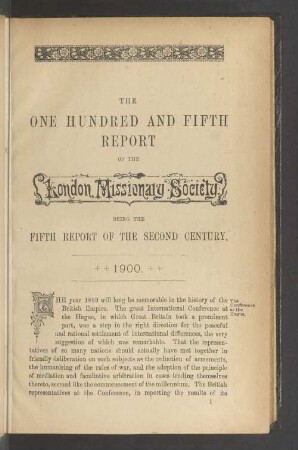 THE
ONE HUNDRED AND FIFTH
REPORT
OF THE
London Missionary Society,
BEING THE
FIFTH REPORT OF THE SECOND CENTURY.
1900.
THE year 1899 will long be memorable in the history of the
British Empire. The great International Conference at
the Hague, in which Great Britain took a prominent
part, was a step in the right direction for the peaceful
and rational settlement of international differences, the very
suggestion of which was remarkable. That the represen-
tatives of so many nations should actually have met together in
friendly deliberation on such subjects as the reduction of armaments,
the humanising of the rules of war, and the adoption of the principle
of mediation and facultative arbitration in cases lending themselves
thereto, seemed like the commencement of the millennium. The British
representatives at the Conference, in reporting the results of its
The
Conference
at the
Hague.
1